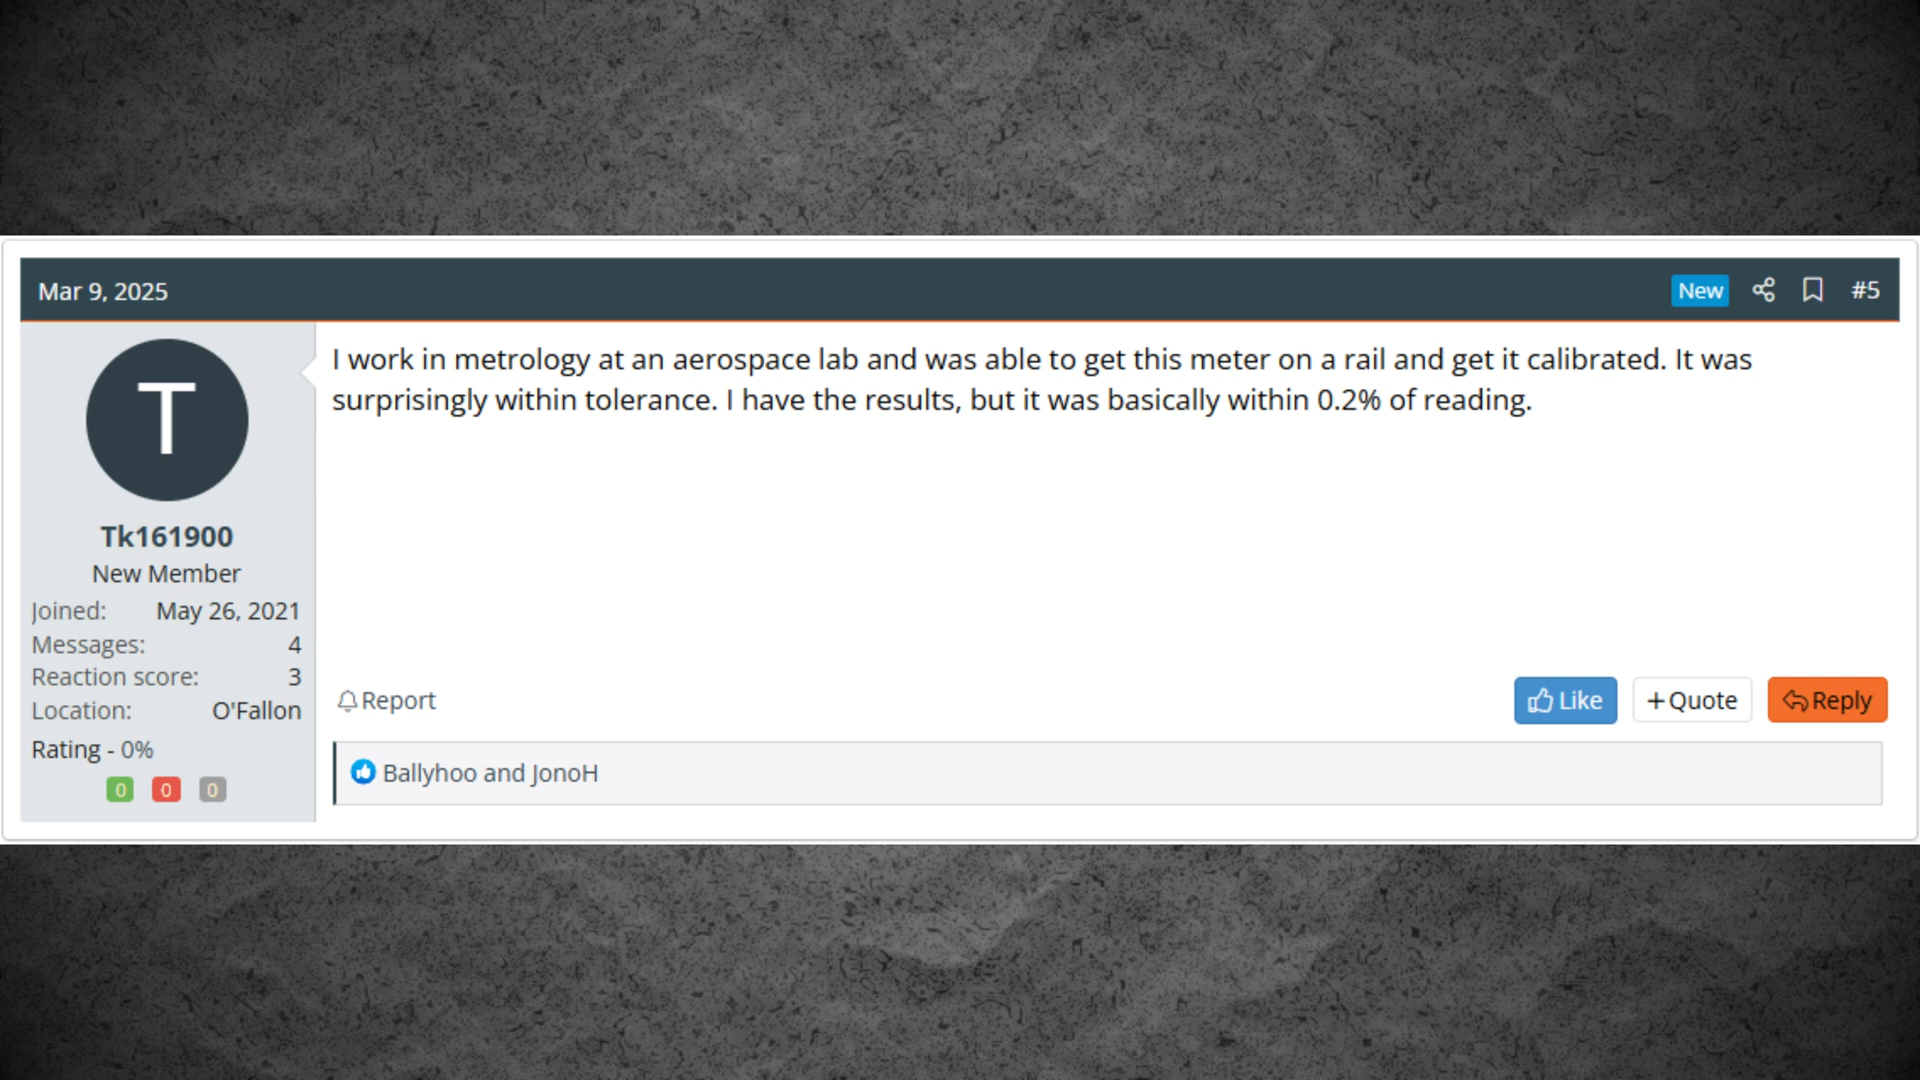 Mar 9, 2025
New
#5
T
Tk161900
New Member
Joined: May 26, 2021
Messages: 4
Reaction score: 3
Location: O'Fallon
Rating - 0%
0 0 0
I work in metrology at an aerospace lab and was able to get this meter on a rail and get it calibrated. It was
surprisingly within tolerance. I have the results, but it was basically within 0.2% of reading.
Report
Like
+Quote
Reply
Ballyhoo and JonoH